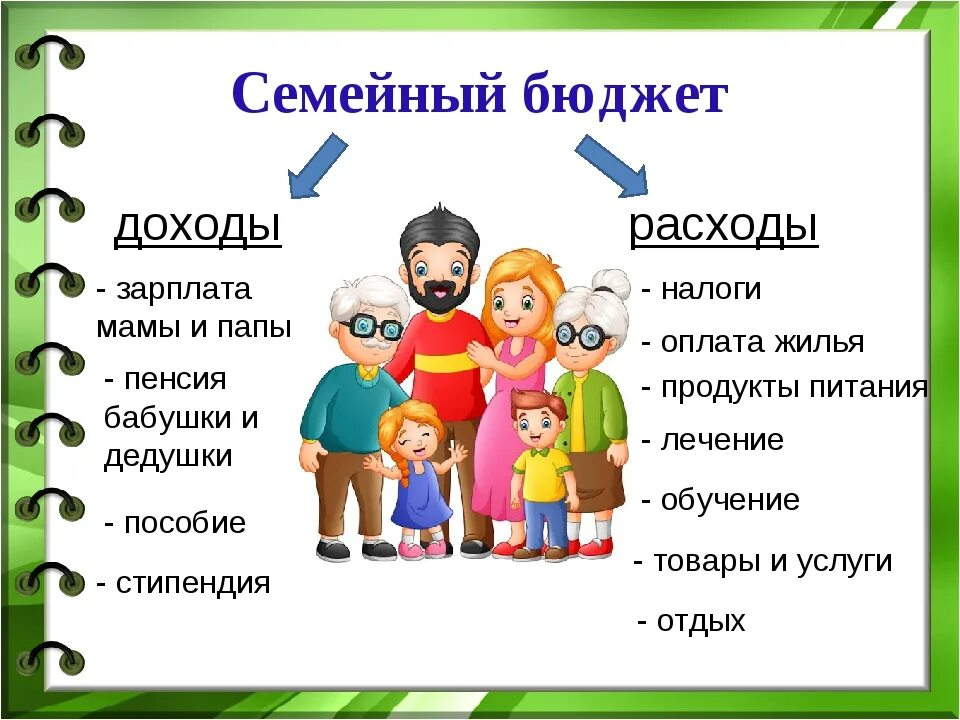 Семейный бюджет
доходы
- зарплата
мамы и папы
- пенсия
бабушки и
дедушки
- пособие
- стипендия
расходы
- налоги
- оплата жилья
- продукты питания
- лечение
- обучение
- товары и услуги
- отдых